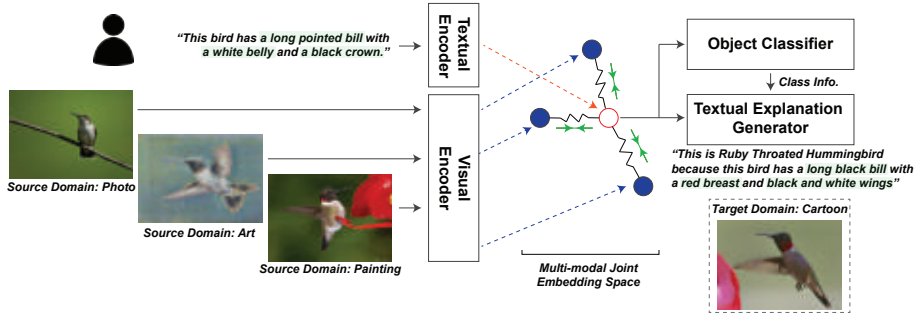 “This bird has a long pointed bill with
a white belly and a black crown.”
Textual
Encoder
Object Classifier
Class Info.
Textual Explanation
Generator
Visual
Encoder
“This is Ruby Throated Hummingbird
because this bird has a long black bill with
a red breast and black and white wings”
Source Domain: Photo
Source Domain: Art
Source Domain: Painting
Multi-modal Joint
Embedding Space
Target Domain: Cartoon